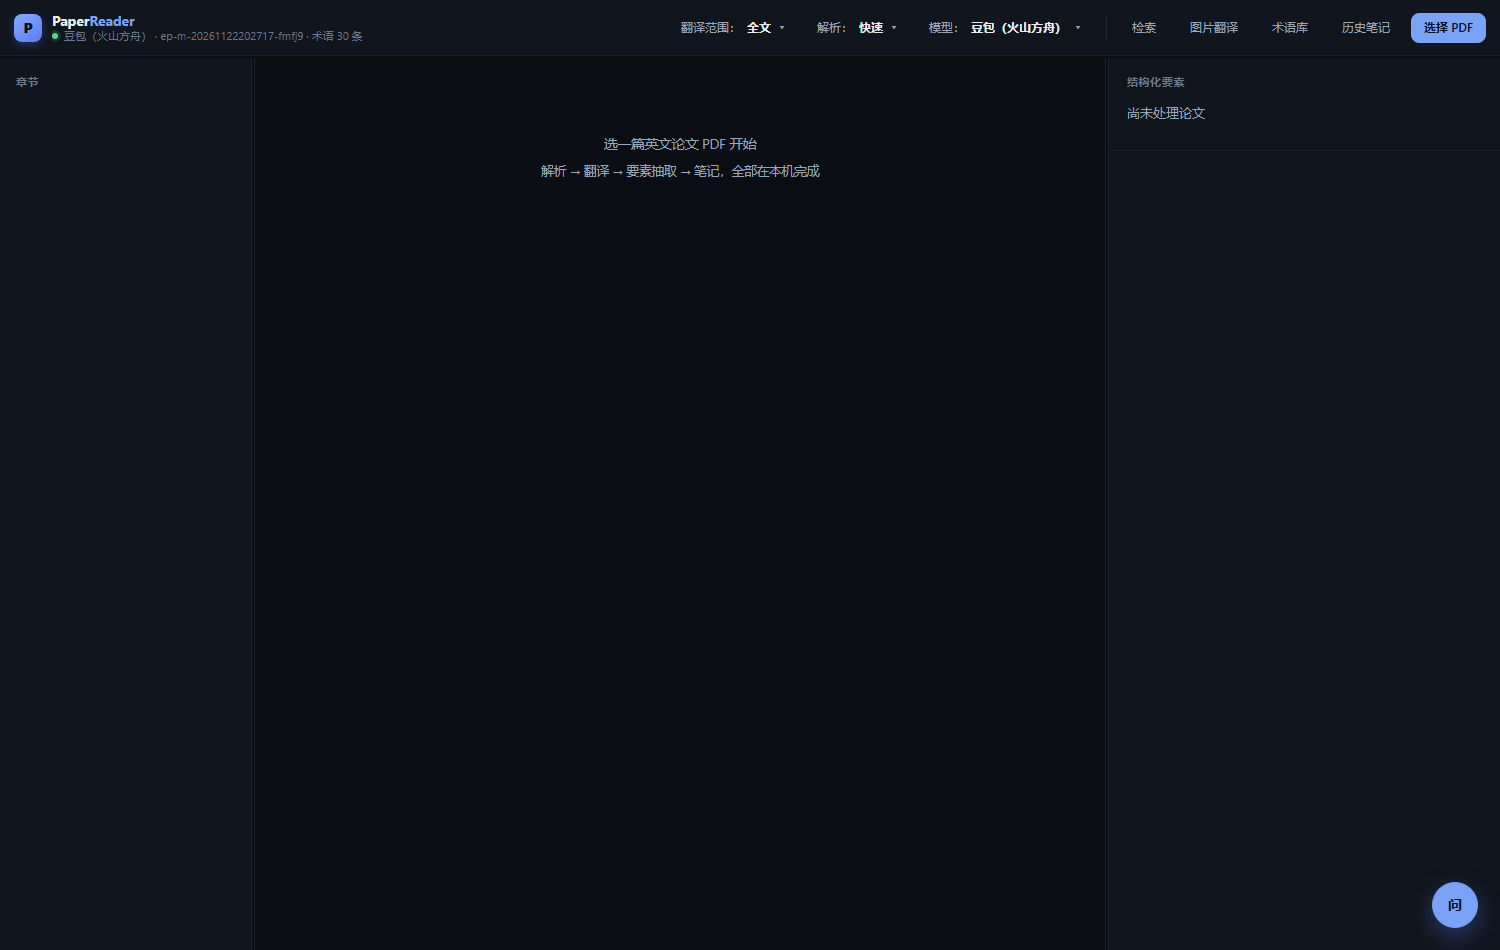 P
PaperReader
豆包（火山方舟） · ep-m-20261122202717-fmfj9 · 术语 30 条
翻译范围： 全文
解析： 快速
模型： 豆包（火山方舟）
检索
图片翻译
术语库
历史笔记
选择 PDF
章节
选一篇英文论文 PDF 开始
解析 → 翻译 → 要素抽取 → 笔记，全部在本机完成
结构化要素
尚未处理论文
问